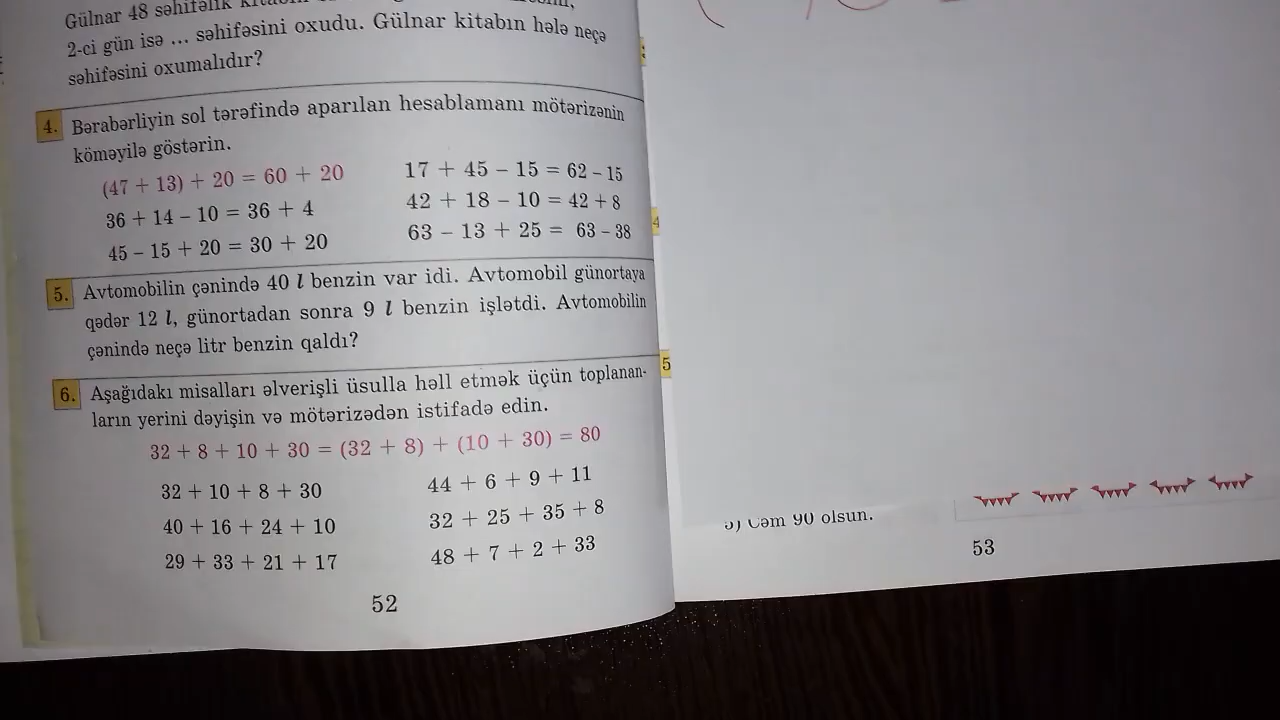 Gülnar 48 səhifəlik
2-ci gün isə ... səhifəsini oxudu. Gülnar kitabın hələ neçə
səhifəsini oxumalıdır?
4. Bərabərliyin sol tərəfində aparılan hesablamanı mötərizənin
köməyilə göstərin.
(47 + 13) + 20 = 60 + 20
36 + 14 – 10 = 36 + 4
45 – 15 + 20 = 30 + 20
17 + 45 – 15 = 62 – 15
42 + 18 – 10 = 42 + 8
63 – 13 + 25 = 63 – 38
5. Avtomobilin çənində 40 l benzin var idi. Avtomobil günortaya
qədər 12 l, günortadan sonra 9 l benzin işlətdi. Avtomobilin
çənində neçə litr benzin qaldı?
6. Aşağıdakı misalları əlverişli üsulla həll etmək üçün toplanan-
ların yerini dəyişin və mötərizədən istifadə edin.
32 + 8 + 10 + 30 = (32 + 8) + (10 + 30) = 80
32 + 10 + 8 + 30
40 + 16 + 24 + 10
29 + 33 + 21 + 17
44 + 6 + 9 + 11
32 + 25 + 35 + 8
48 + 7 + 2 + 33
52
4
5
Cəm 90 olsun.
53